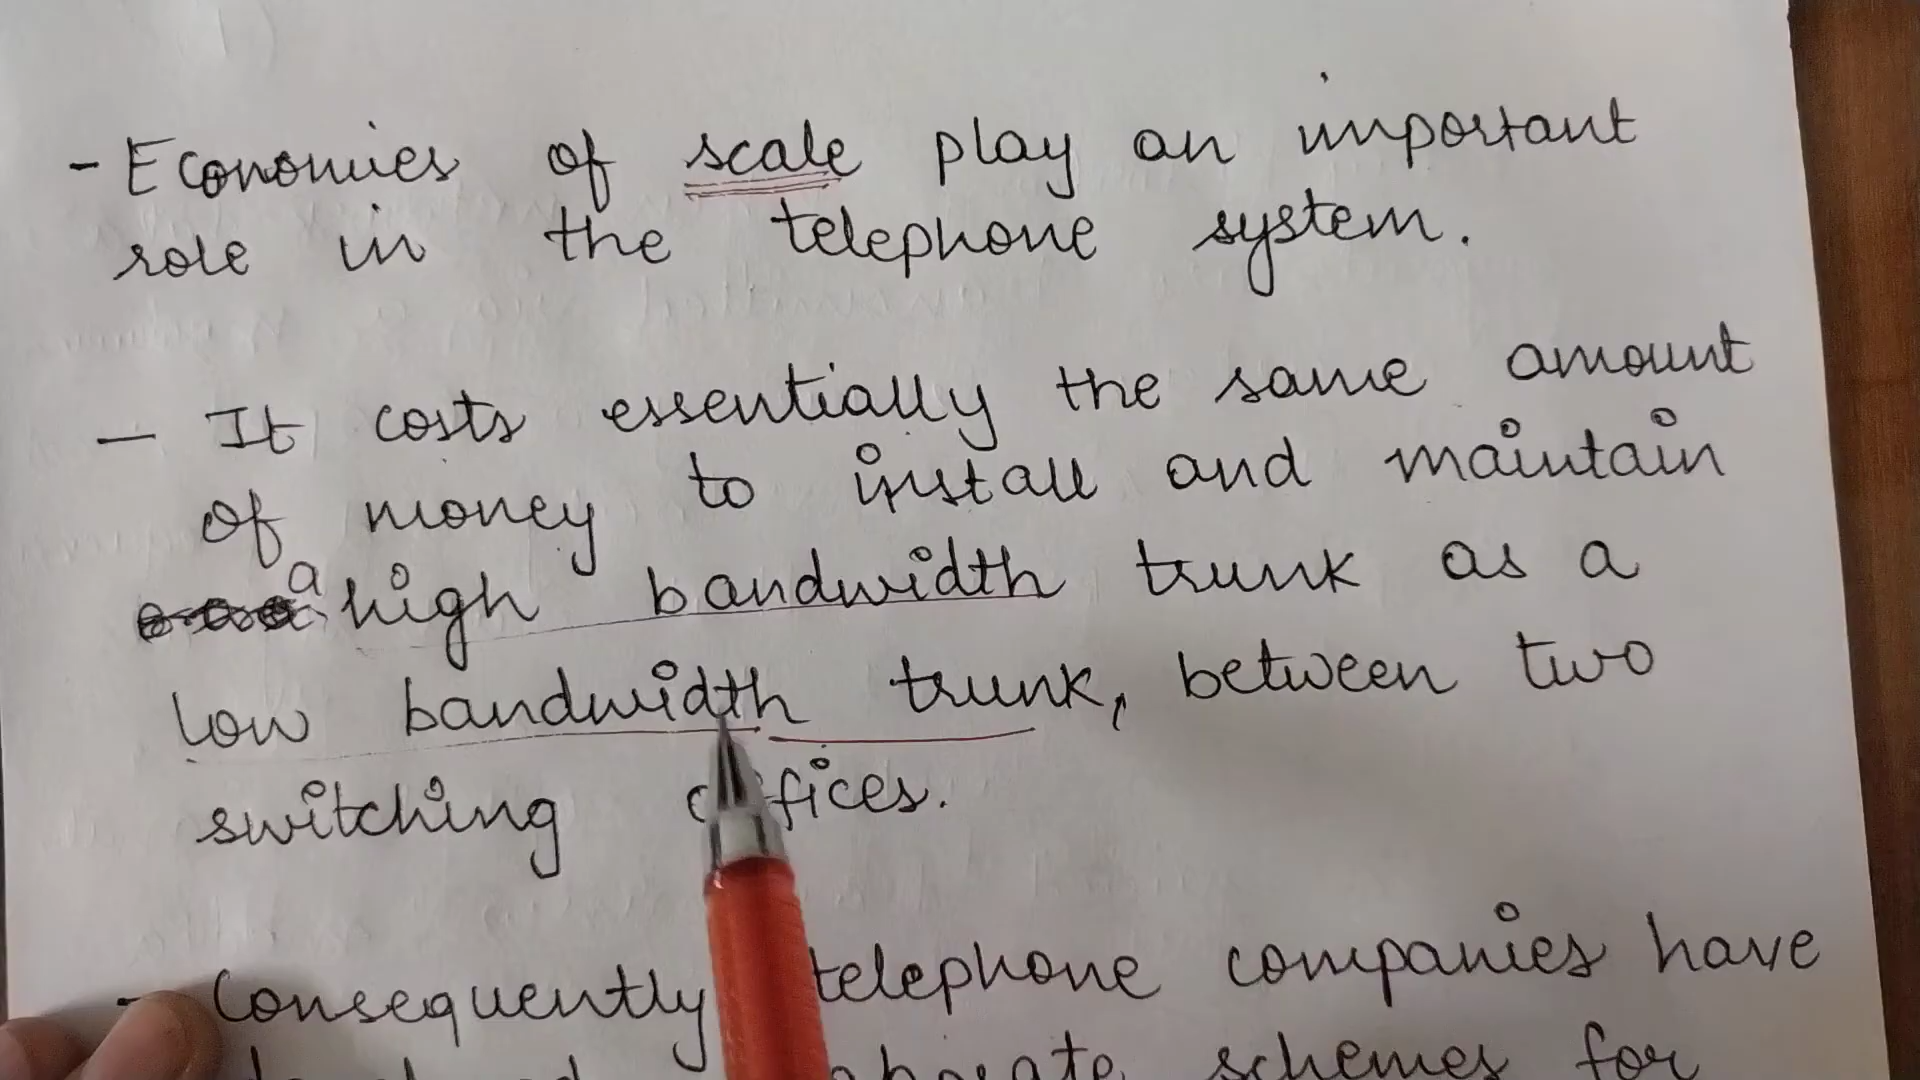 - Economies of scale play an important
role in the telephone system.
- It costs essentially the same amount
of money to install and maintain
a high bandwidth trunk as a
low bandwidth trunk, between two
switching offices.
- Consequently telephone companies have
schemes for